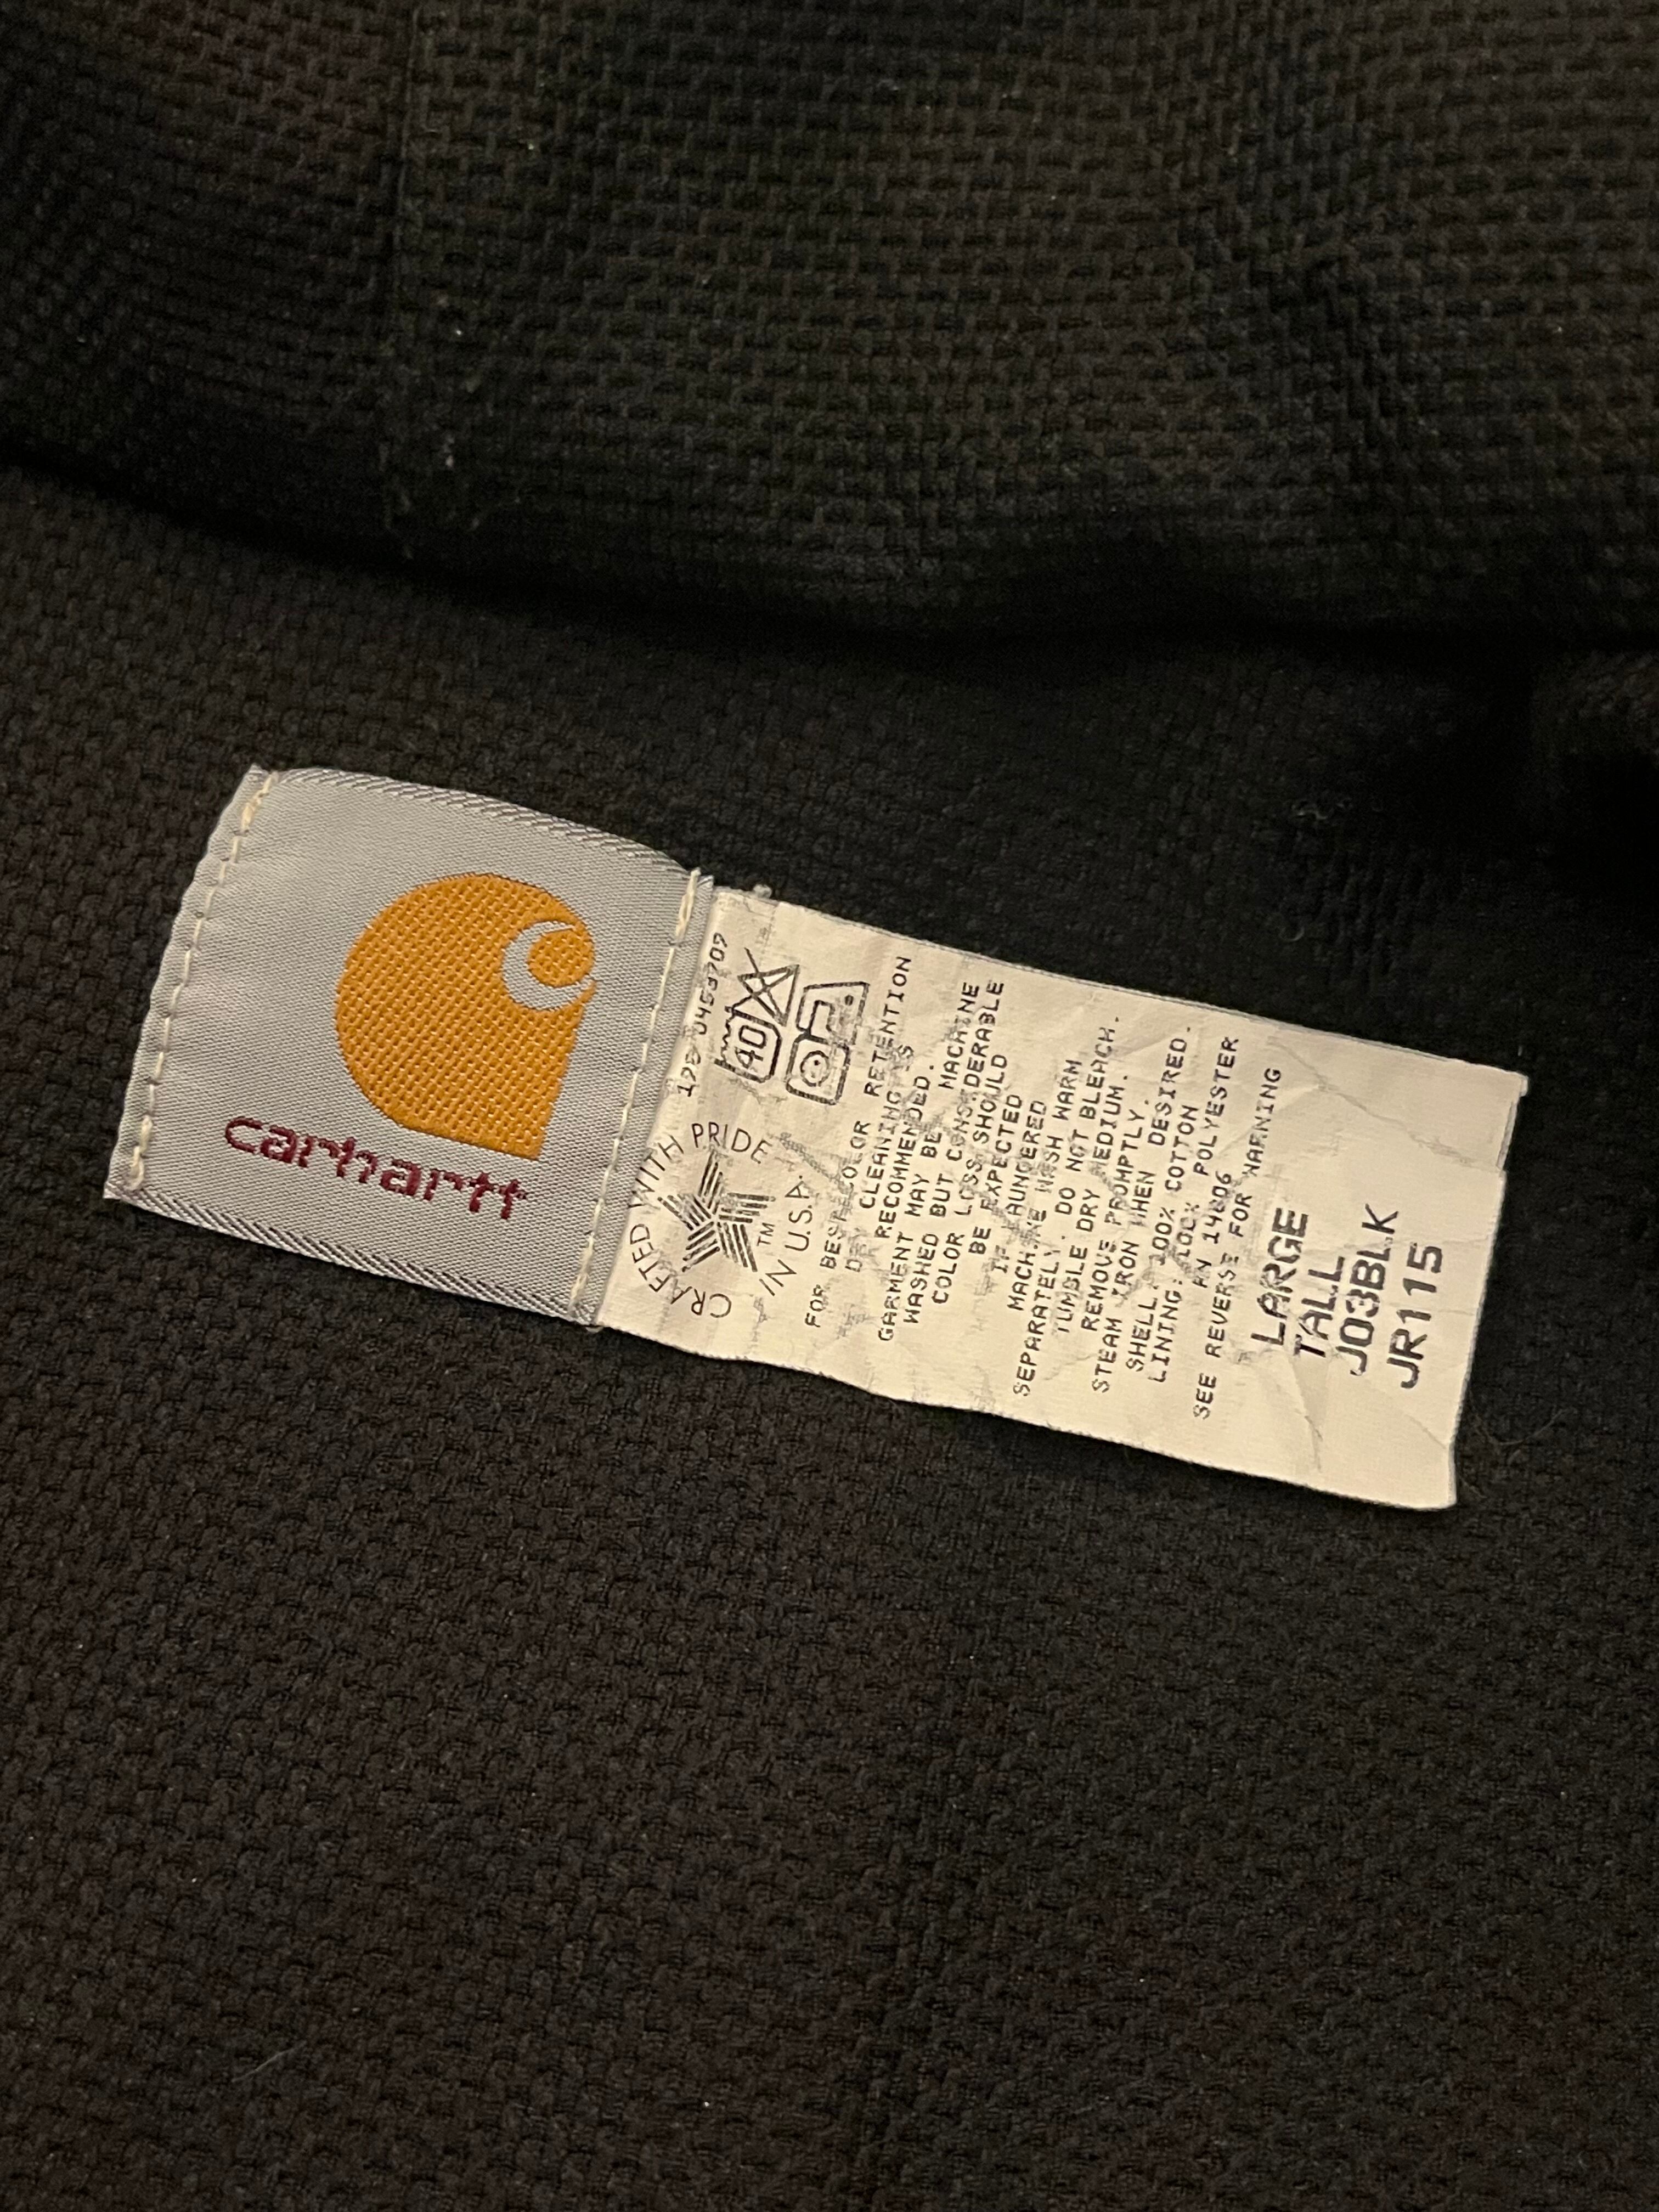 carhartt
40
CRAFTED WITH PRIDE
IN U.S.A.
TM
FOR BEST COLOR RETENTION
DRY CLEANING IS
RECOMMENDED.
GARMENT MAY BE MACHINE
WASHED BUT CONSIDERABLE
COLOR LOSS SHOULD
BE EXPECTED
IF LAUNDERED
MACHINE WASH WARM
SEPARATELY. DO NOT BLEACH.
TUMBLE DRY MEDIUM.
REMOVE PROMPTLY.
STEAM IRON WHEN DESIRED.
SHELL: 100% COTTON
LINING: 100% POLYESTER
RN 14806
SEE REVERSE FOR WARNING
LARGE
TALL
J03BLK
JR115